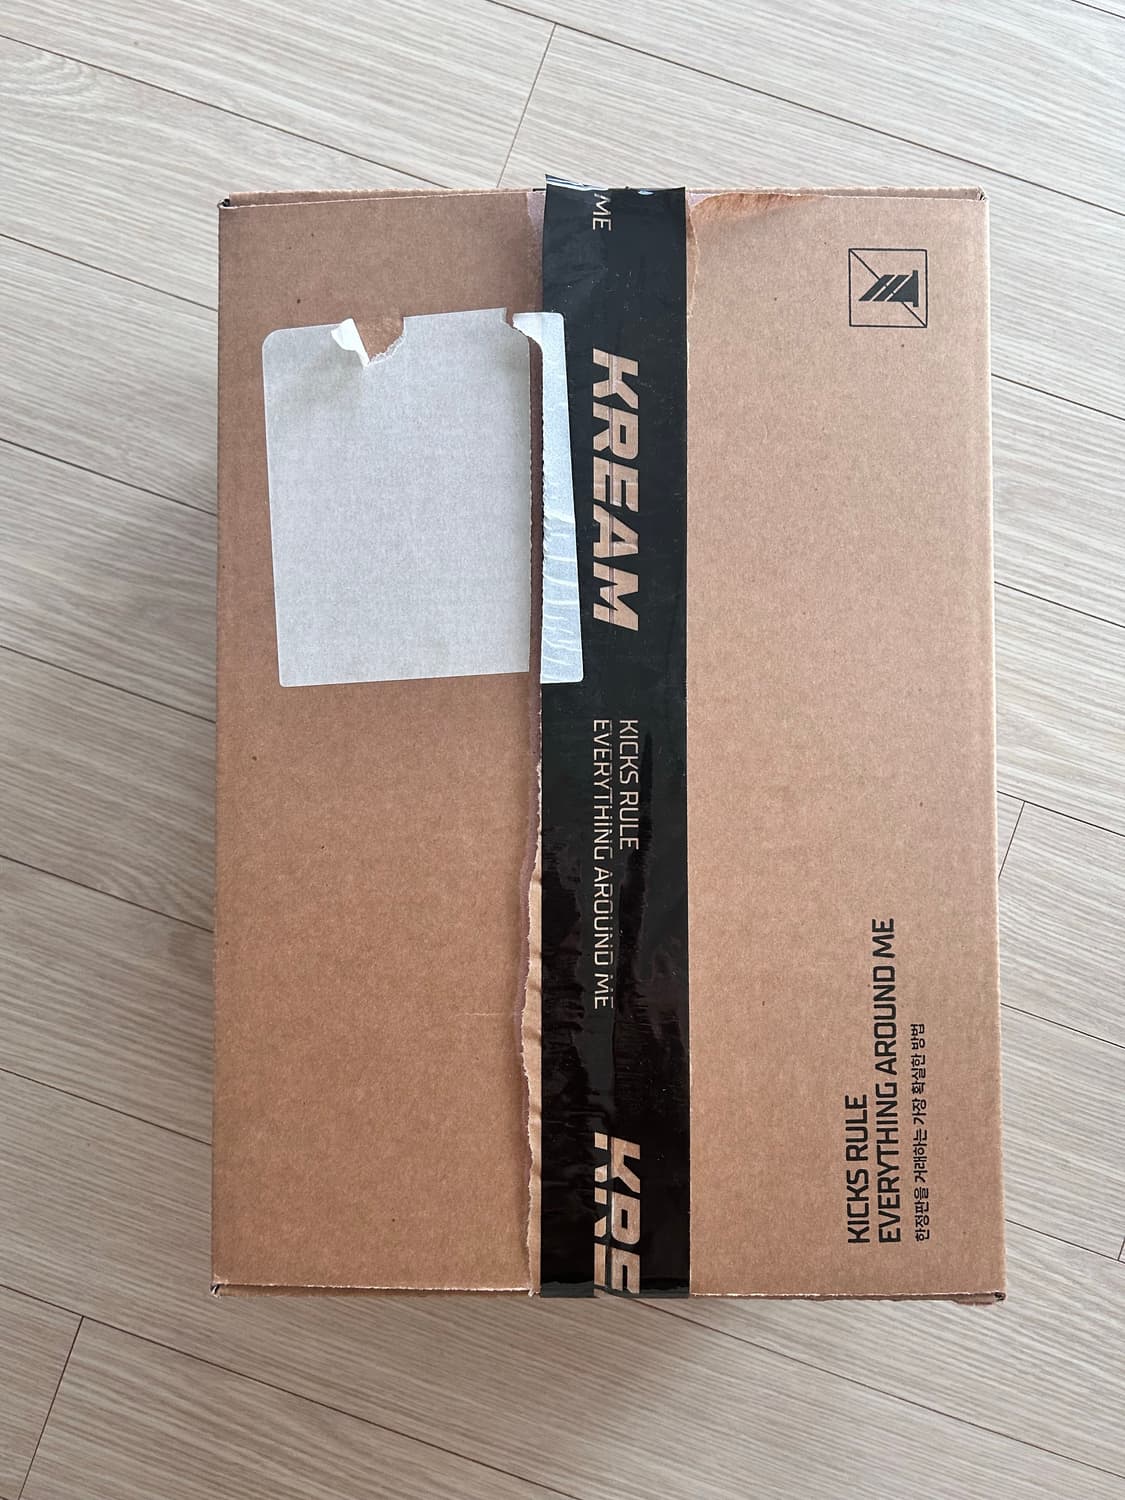 ME
KREAM
KICKS RULE
EVERYTHING AROUND ME
KRE
KICKS RULE
EVERYTHING AROUND ME
한정판을 거래하는 가장 확실한 방법